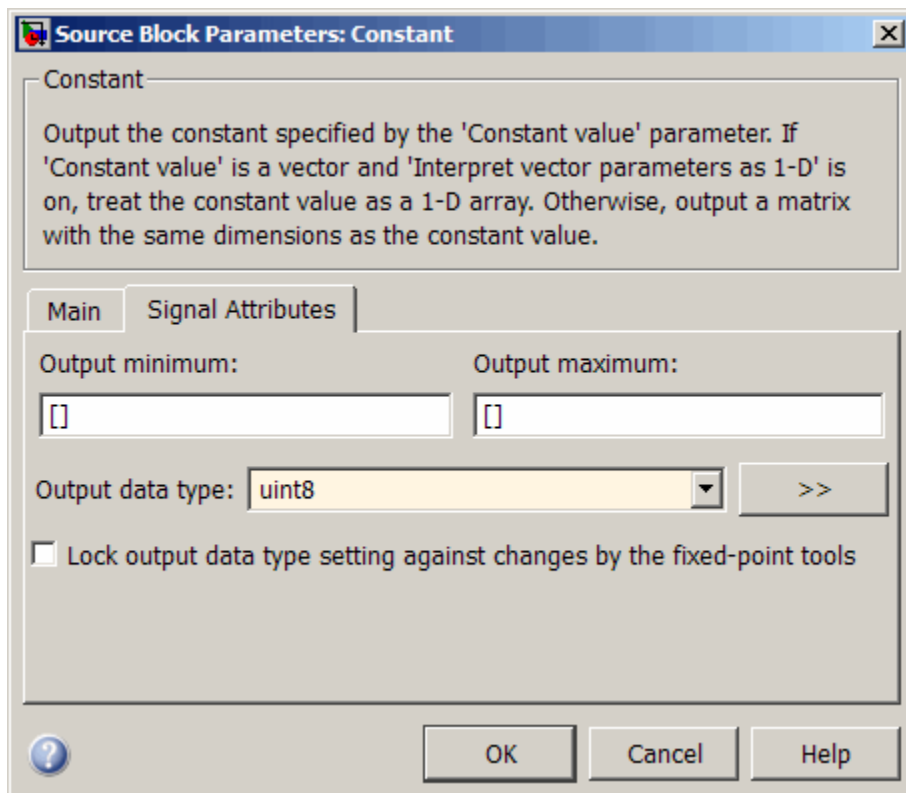 Source Block Parameters: Constant
Constant
Output the constant specified by the 'Constant value' parameter. If
'Constant value' is a vector and 'Interpret vector parameters as 1-D' is
on, treat the constant value as a 1-D array. Otherwise, output a matrix
with the same dimensions as the constant value.
Main Signal Attributes
Output minimum: Output maximum:
[] []
Output data type: uint8 >>
Lock output data type setting against changes by the fixed-point tools
OK Cancel Help